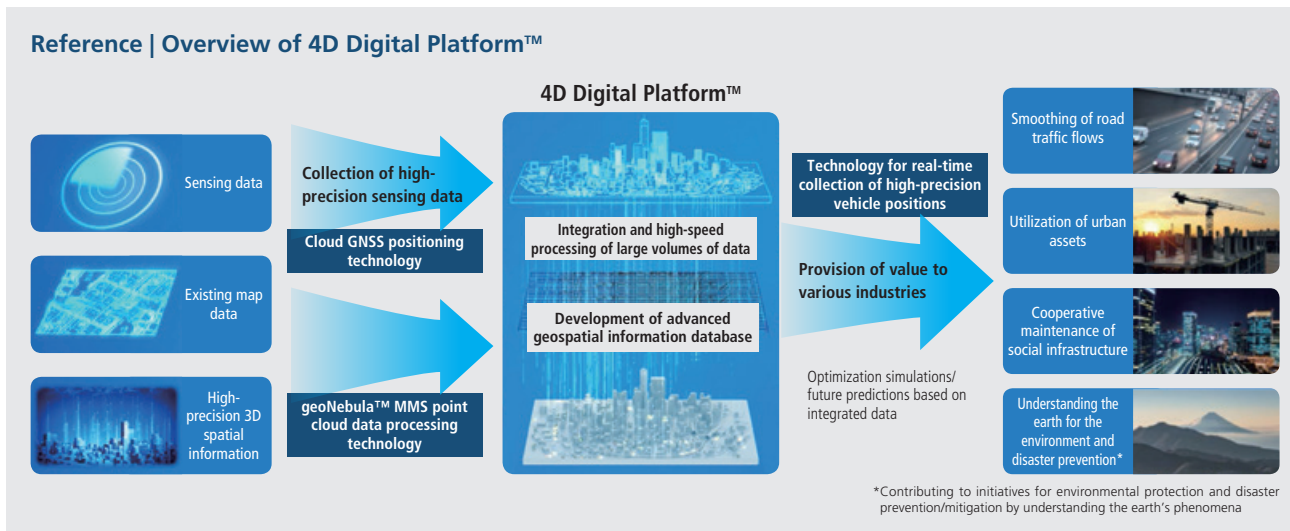 Reference | Overview of 4D Digital Platform™
Sensing data
Existing map
data
High-
precision 3D
spatial
information
Collection of high-
precision sensing data
Cloud GNSS positioning
technology
geoNebula™ MMS point
cloud data processing
technology
4D Digital Platform™
Integration and high-speed
processing of large volumes of data
Development of advanced
geospatial information database
Technology for real-time
collection of high-precision
vehicle positions
Provision of value to
various industries
Optimization simulations/
future predictions based on
integrated data
Smoothing of road
traffic flows
Utilization of urban
assets
Cooperative
maintenance of
social infrastructure
Understanding the
earth for the
environment and
disaster prevention*
*Contributing to initiatives for environmental protection and disaster
prevention/mitigation by understanding the earth's phenomena